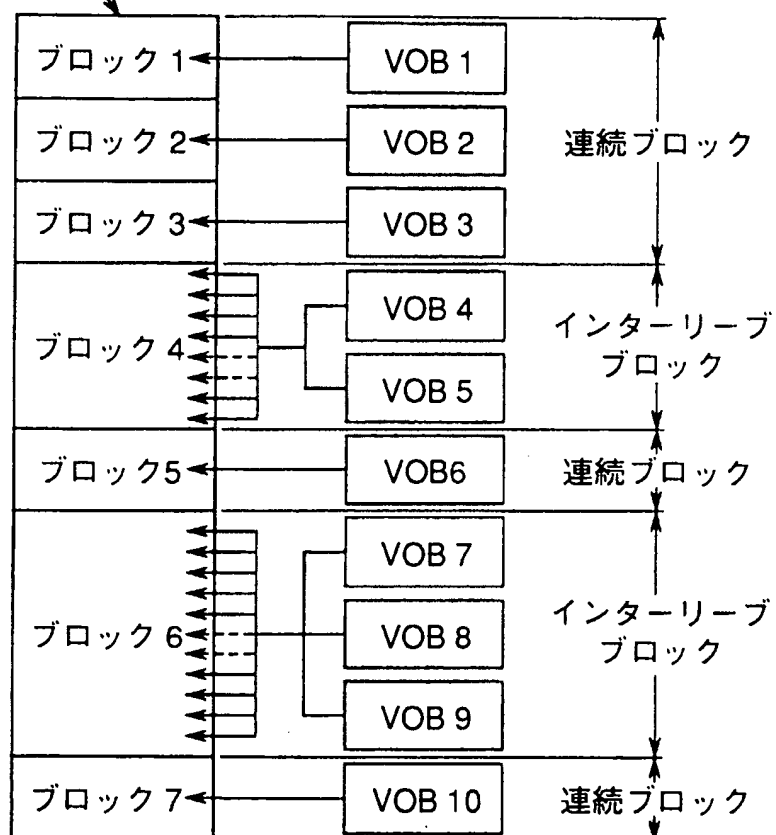 ブロック 1
VOB 1
ブロック 2
VOB 2
連続ブロック
ブロック 3
VOB 3
ブロック 4
VOB 4
VOB 5
インターリーブ
ブロック
ブロック5
VOB6
連続ブロック
ブロック 6
VOB 7
VOB 8
VOB 9
インターリーブ
ブロック
ブロック 7
VOB 10
連続ブロック